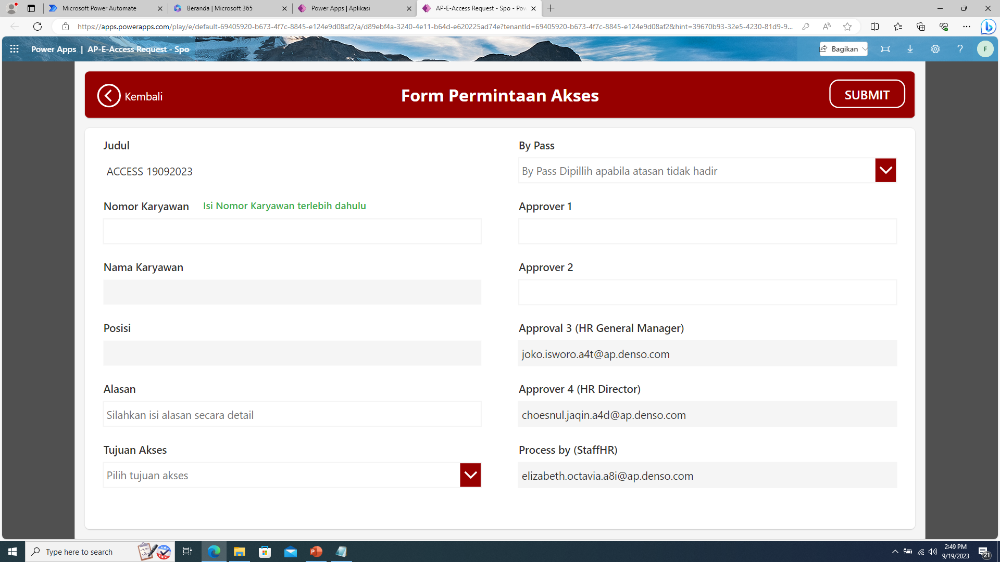 Microsoft Power Automate
Beranda | Microsoft 365
Power Apps | Aplikasi
AP-E-Access Request - Spo - Pow
https://apps.powerapps.com/play/e/default-69405920-b673-4f7c-8845-e124e9d08af2/a/d89ebf4a-3240-4e11-b64d-e620225ad74e?tenantId=69405920-b673-4f7c-8845-e124e9d08af2&hint=39670b93-32e5-4230-81d9-9...
Power Apps | AP-E-Access Request - Spo
Bagikan
?
F
Kembali
Form Permintaan Akses
SUBMIT
Judul
ACCESS 19092023
Nomor Karyawan
Isi Nomor Karyawan terlebih dahulu
Nama Karyawan
Posisi
Alasan
Silahkan isi alasan secara detail
Tujuan Akses
Pilih tujuan akses
By Pass
By Pass Dipillih apabila atasan tidak hadir
Approver 1
Approver 2
Approval 3 (HR General Manager)
joko.isworo.a4t@ap.denso.com
Approver 4 (HR Director)
choesnul.jaqin.a4d@ap.denso.com
Process by (StaffHR)
elizabeth.octavia.a8i@ap.denso.com
Type here to search
2:49 PM
9/19/2023
21